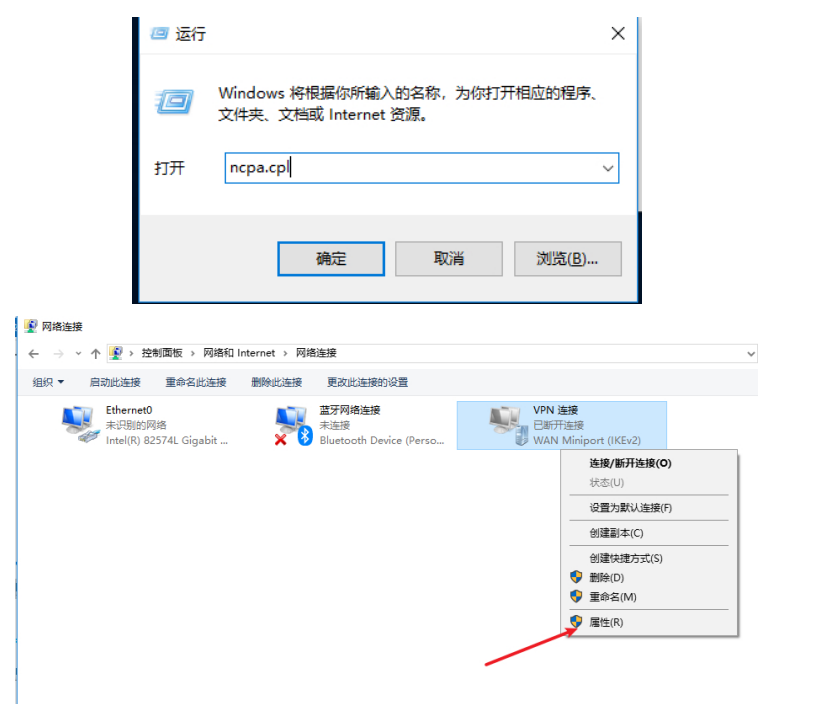 运行
Windows 将根据你所输入的名称，为你打开相应的程序、
文件夹、文档或 Internet 资源。
打开
ncpa.cpl
确定
取消
浏览(B)...
网络连接
控制面板 › 网络和 Internet › 网络连接
组织
启动此连接
重命名此连接
删除此连接
更改此连接的设置
Ethernet0
未识别的网络
Intel(R) 82574L Gigabit ...
蓝牙网络连接
未连接
Bluetooth Device (Perso...
VPN 连接
已断开连接
WAN Miniport (IKEv2)
连接/断开连接(O)
状态(U)
设置为默认连接(F)
创建副本(C)
创建快捷方式(S)
删除(D)
重命名(M)
属性(R)